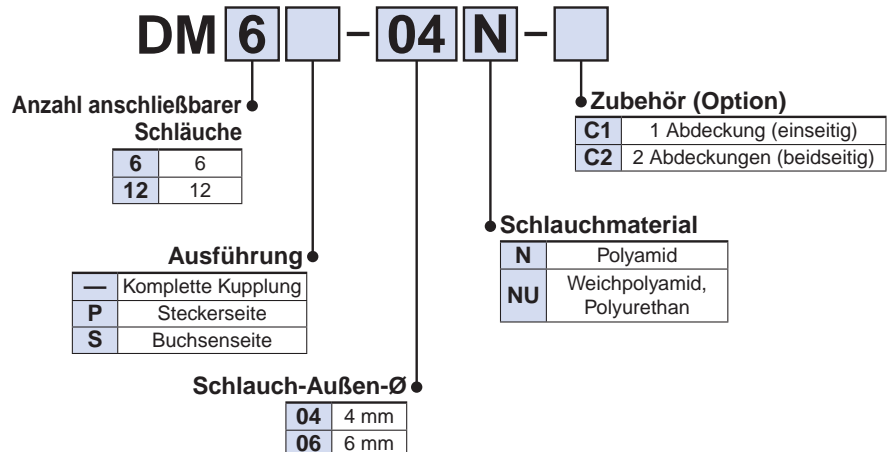 DM 6 – 04 N –
Anzahl anschließbarer
Schläuche
6 6
12 12
Zubehör (Option)
C1 1 Abdeckung (einseitig)
C2 2 Abdeckungen (beidseitig)
Schlauchmaterial
N Polyamid
NU Weichpolyamid,
Polyurethan
Ausführung
— Komplette Kupplung
P Steckerseite
S Buchsenseite
Schlauch-Außen-Ø
04 4 mm
06 6 mm